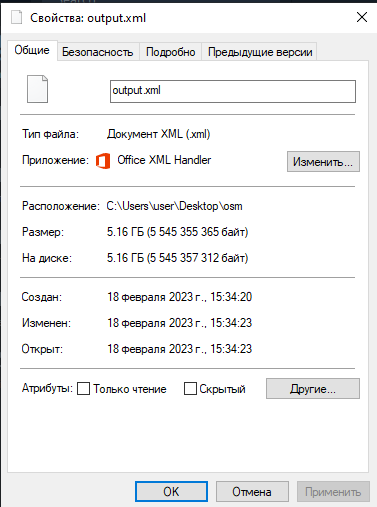 Свойства: output.xml
Общие Безопасность Подробно Предыдущие версии
output.xml
Тип файла: Документ XML (.xml)
Приложение: Office XML Handler Изменить...
Расположение: C:\Users\user\Desktop\osm
Размер: 5.16 ГБ (5 545 355 365 байт)
На диске: 5.16 ГБ (5 545 357 312 байт)
Создан: 18 февраля 2023 г., 15:34:20
Изменен: 18 февраля 2023 г., 15:34:23
Открыт: 18 февраля 2023 г., 15:34:23
Атрибуты: Только чтение Скрытый Другие...
OK Отмена Применить